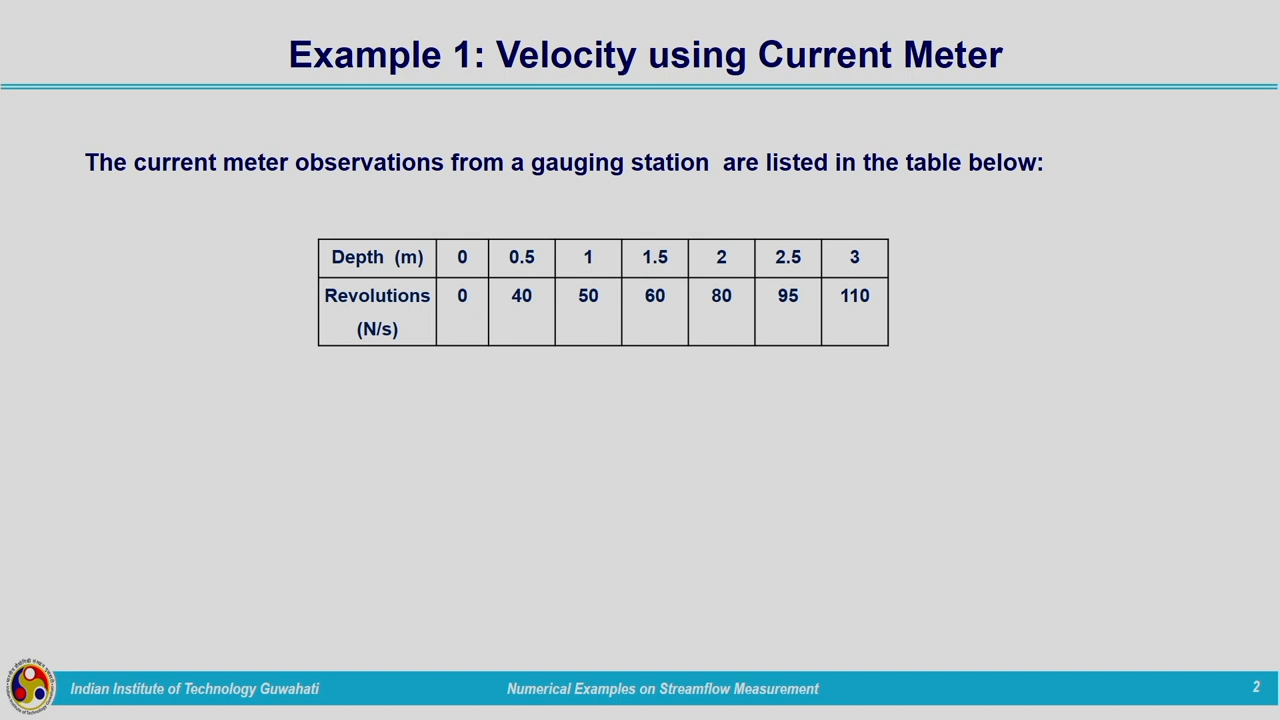 Example 1: Velocity using Current Meter
The current meter observations from a gauging station are listed in the table below:
Depth (m) 0 0.5 1 1.5 2 2.5 3
Revolutions 0 40 50 60 80 95 110
(N/s)
Indian Institute of Technology Guwahati Numerical Examples on Streamflow Measurement 2